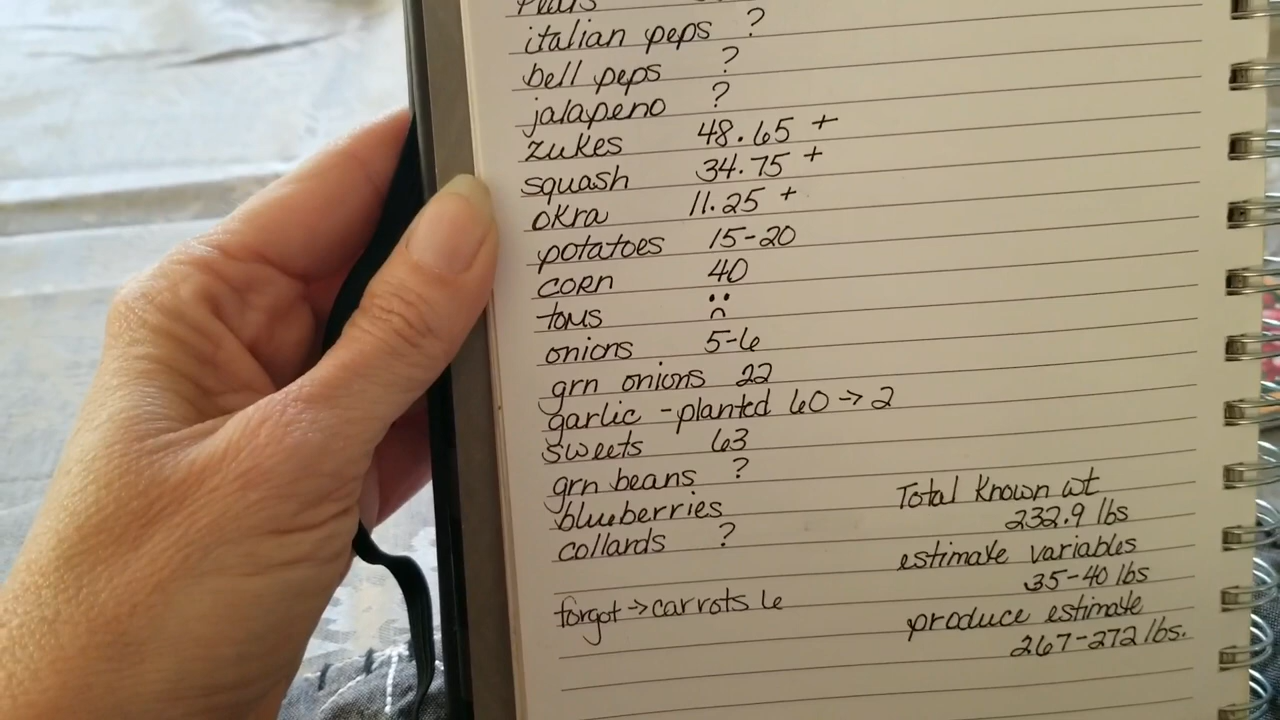 Pears
italian peps ?
bell peps ?
jalapeno ?
zukes 48.65 +
squash 34.75 +
okra 11.25 +
potatoes 15-20
corn 40
toms :(
onions 5-6
grn onions 22
garlic - planted 60 → 2
sweets 63
grn beans ?
blueberries
collards ?
forgot → carrots 6
Total known wt
232.9 lbs
estimate variables
35-40 lbs
produce estimate
267-272 lbs.